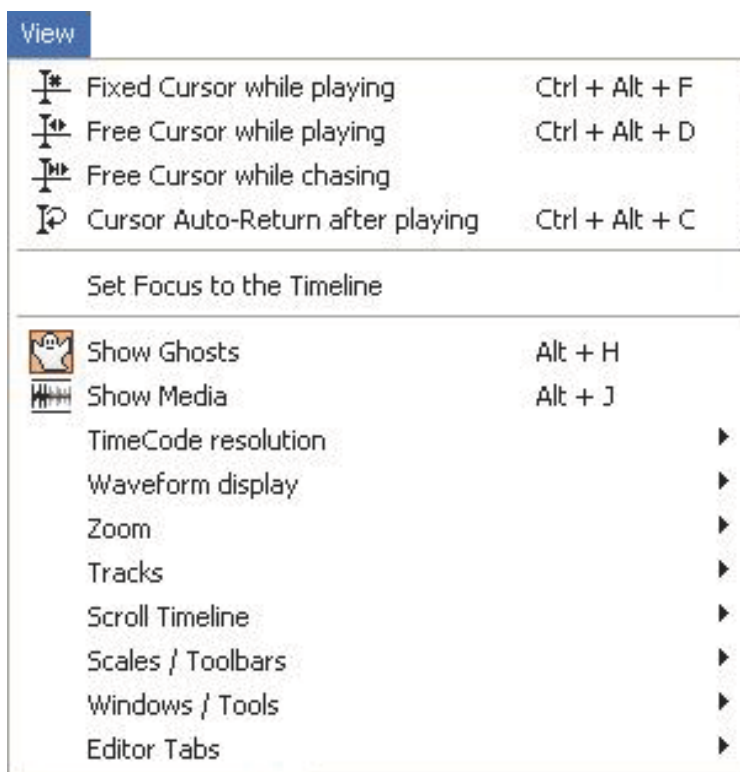 View
Fixed Cursor while playing Ctrl + Alt + F
Free Cursor while playing Ctrl + Alt + D
Free Cursor while chasing
Cursor Auto-Return after playing Ctrl + Alt + C
Set Focus to the Timeline
Show Ghosts Alt + H
Show Media Alt + J
TimeCode resolution
Waveform display
Zoom
Tracks
Scroll Timeline
Scales / Toolbars
Windows / Tools
Editor Tabs